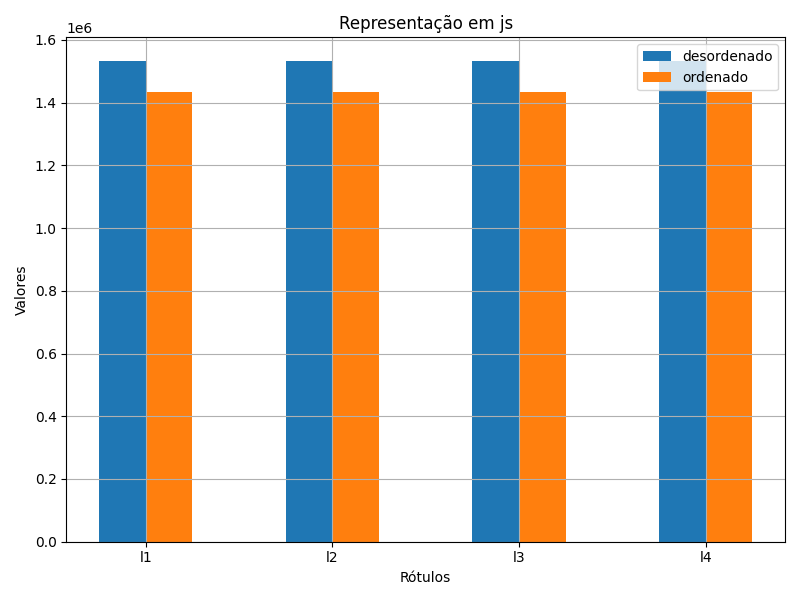 Representação em js
1e6
1.6
1.4
1.2
1.0
0.8
0.6
0.4
0.2
0.0
Valores
desordenado
ordenado
l1 l2 l3 l4
Rótulos